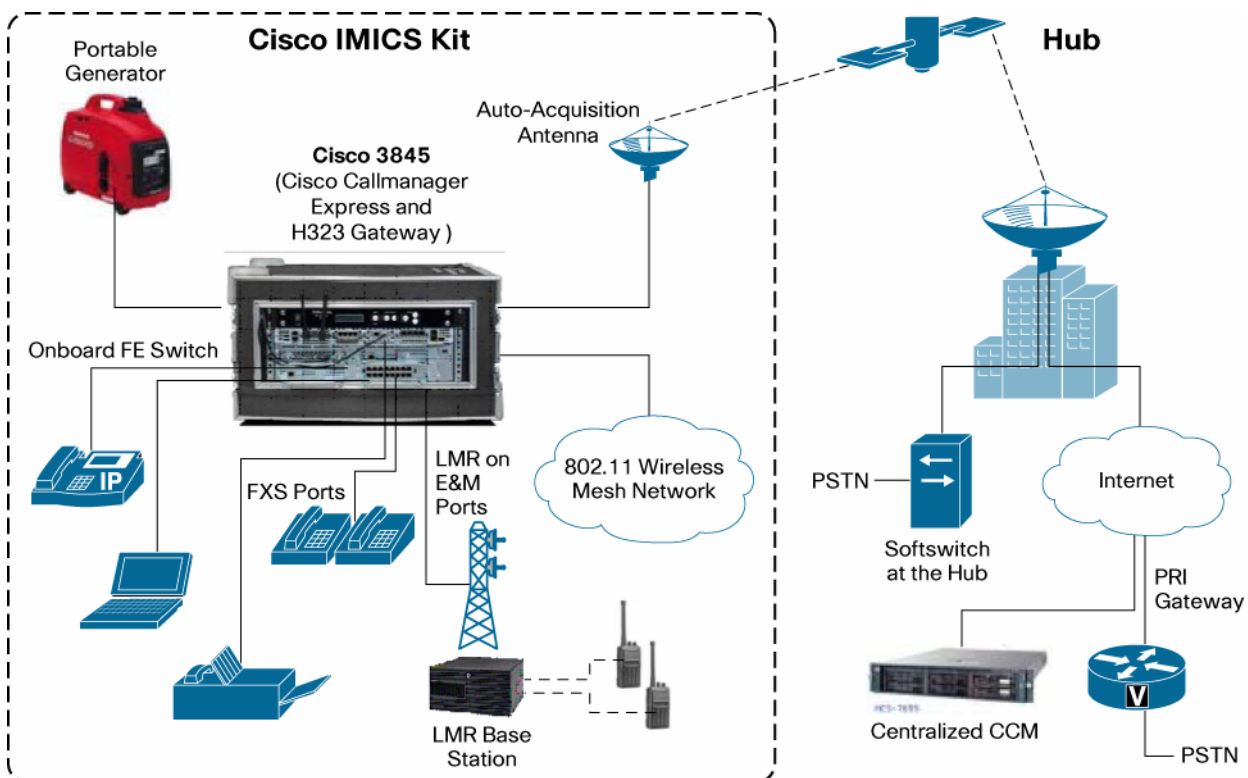 Cisco IMICS Kit
Hub
Portable
Generator
Auto-Acquisition
Antenna
Cisco 3845
(Cisco Callmanager
Express and
H323 Gateway )
Onboard FE Switch
IP
FXS Ports
LMR on
E&M
Ports
802.11 Wireless
Mesh Network
LMR Base
Station
PSTN
Softswitch
at the Hub
Internet
PRI
Gateway
Centralized CCM
V
PSTN